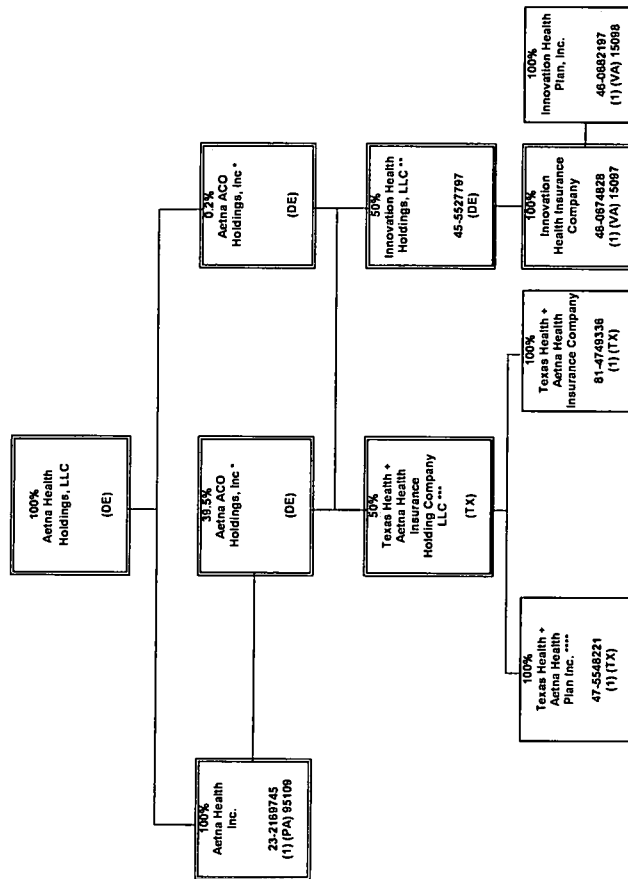 100%
Aetna Health
Holdings, LLC
(DE)
100%
Aetna Health
Inc.
23-2169745
(1) (PA) 95109
39.5%
Aetna ACO
Holdings, Inc *
(DE)
0.2%
Aetna ACO
Holdings, Inc *
(DE)
50%
Texas Health +
Aetna Health
Insurance
Holding Company
LLC ***
(TX)
50%
Innovation Health
Holdings, LLC **
45-5527797
(DE)
100%
Texas Health +
Aetna Health
Plan Inc. ****
47-5548221
(1) (TX)
100%
Texas Health +
Aetna Health
Insurance Company
81-4749336
(1) (TX)
100%
Innovation
Health Insurance
Company
46-0674828
(1) (VA) 15097
100%
Innovation Health
Plan, Inc.
46-0682197
(1) (VA) 15098